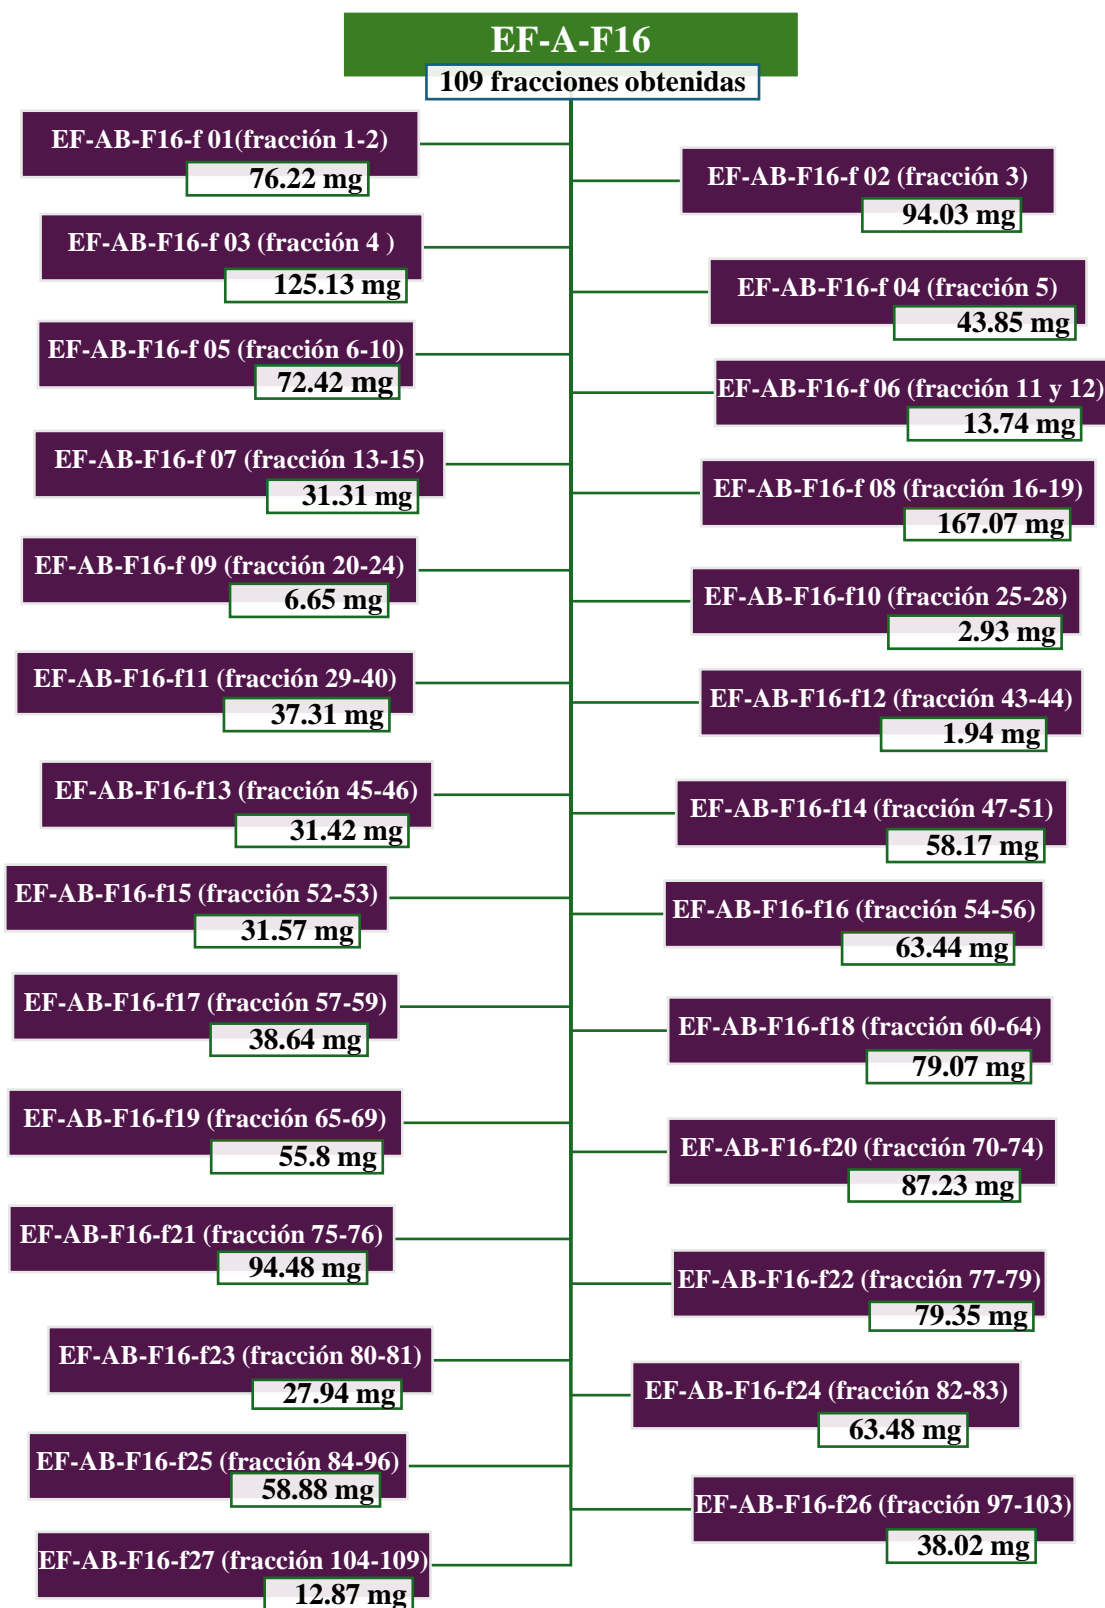 EF-A-F16
109 fracciones obtenidas
EF-AB-F16-f 01(fracción 1-2)
76.22 mg
EF-AB-F16-f 02 (fracción 3)
94.03 mg
EF-AB-F16-f 03 (fracción 4 )
125.13 mg
EF-AB-F16-f 04 (fracción 5)
43.85 mg
EF-AB-F16-f 05 (fracción 6-10)
72.42 mg
EF-AB-F16-f 06 (fracción 11 y 12)
13.74 mg
EF-AB-F16-f 07 (fracción 13-15)
31.31 mg
EF-AB-F16-f 08 (fracción 16-19)
167.07 mg
EF-AB-F16-f 09 (fracción 20-24)
6.65 mg
EF-AB-F16-f10 (fracción 25-28)
2.93 mg
EF-AB-F16-f11 (fracción 29-40)
37.31 mg
EF-AB-F16-f12 (fracción 43-44)
1.94 mg
EF-AB-F16-f13 (fracción 45-46)
31.42 mg
EF-AB-F16-f14 (fracción 47-51)
58.17 mg
EF-AB-F16-f15 (fracción 52-53)
31.57 mg
EF-AB-F16-f16 (fracción 54-56)
63.44 mg
EF-AB-F16-f17 (fracción 57-59)
38.64 mg
EF-AB-F16-f18 (fracción 60-64)
79.07 mg
EF-AB-F16-f19 (fracción 65-69)
55.8 mg
EF-AB-F16-f20 (fracción 70-74)
87.23 mg
EF-AB-F16-f21 (fracción 75-76)
94.48 mg
EF-AB-F16-f22 (fracción 77-79)
79.35 mg
EF-AB-F16-f23 (fracción 80-81)
27.94 mg
EF-AB-F16-f24 (fracción 82-83)
63.48 mg
EF-AB-F16-f25 (fracción 84-96)
58.88 mg
EF-AB-F16-f26 (fracción 97-103)
38.02 mg
EF-AB-F16-f27 (fracción 104-109)
12.87 mg